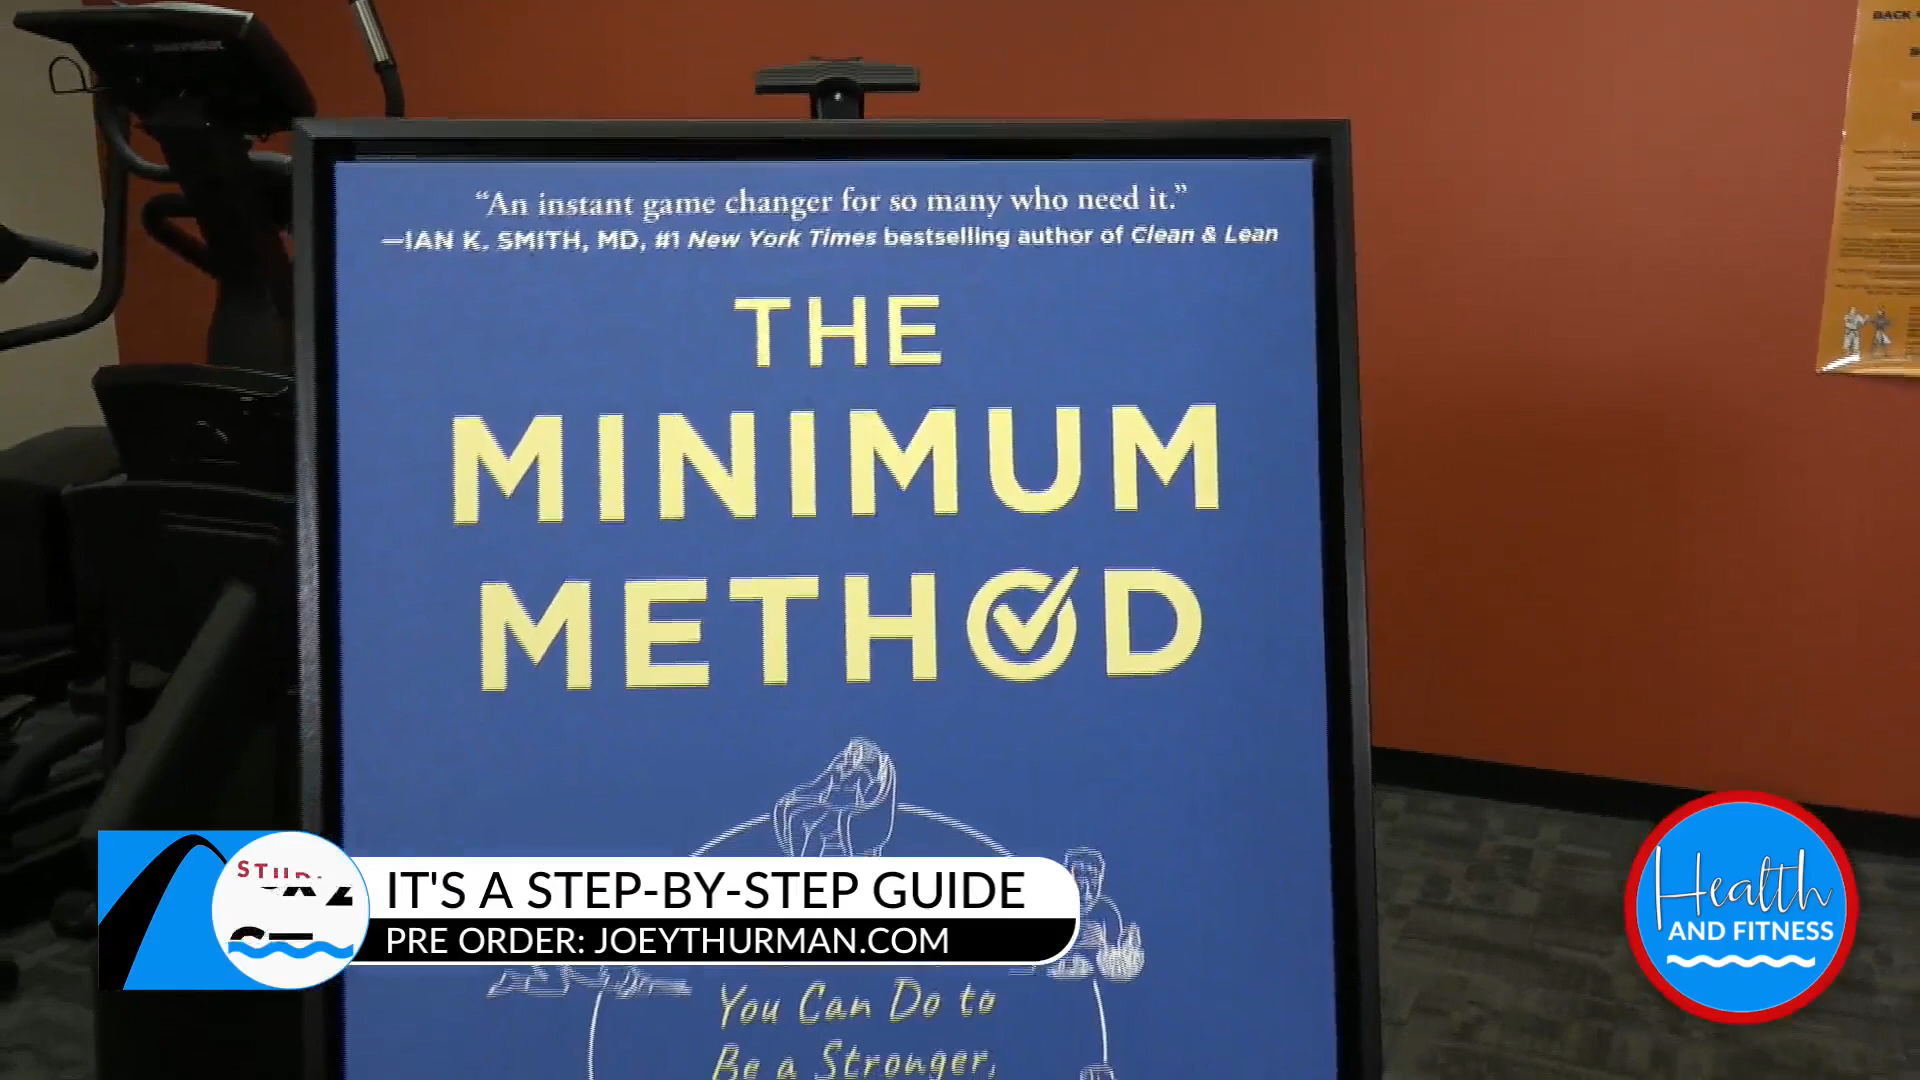 “An instant game changer for so many who need it.”
—IAN K. SMITH, MD, #1 New York Times bestselling author of Clean & Lean
THE
MINIMUM
METHOD
IT'S A STEP-BY-STEP GUIDE
PRE ORDER: JOEYTHURMAN.COM
You Can Do to
Be a Stronger,
Health
AND FITNESS
BACK